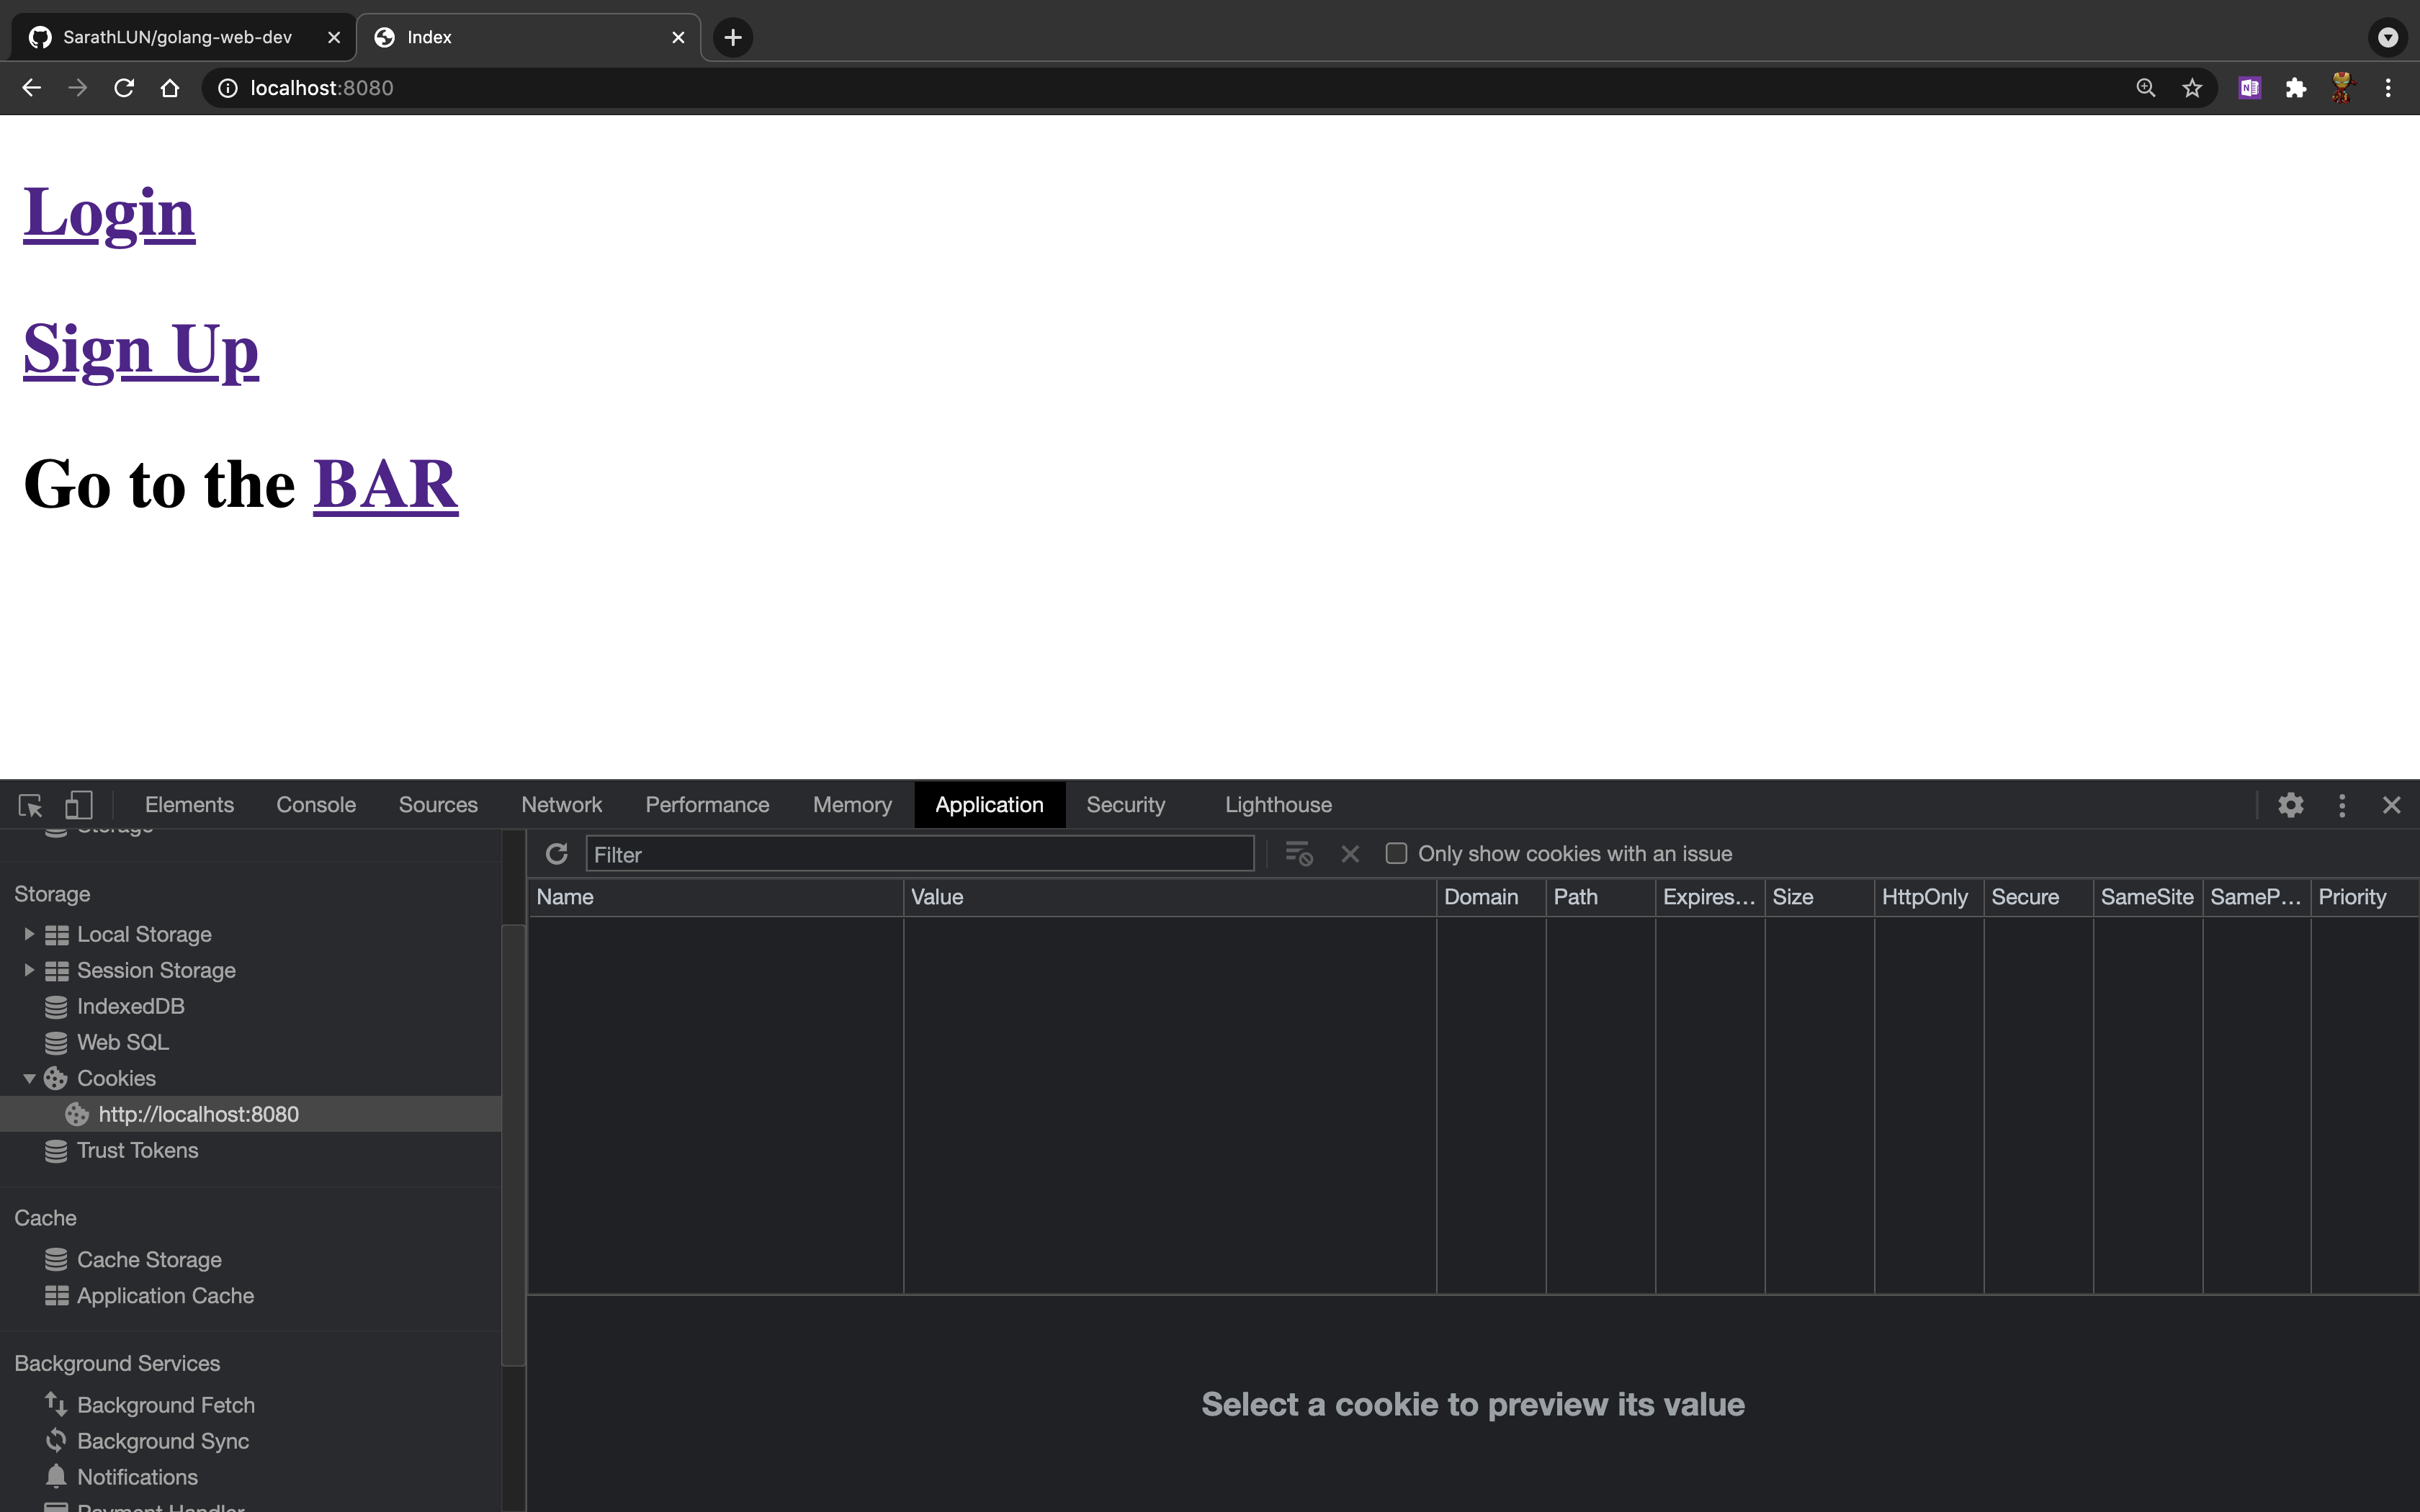 SarathLUN/golang-web-dev
Index
localhost:8080
Login
Sign Up
Go to the BAR
Elements Console Sources Network Performance Memory Application Security Lighthouse
Storage
Filter
Only show cookies with an issue
Name Value Domain Path Expires... Size HttpOnly Secure SameSite SameP... Priority
Storage
Local Storage
Session Storage
IndexedDB
Web SQL
Cookies
http://localhost:8080
Trust Tokens
Cache
Cache Storage
Application Cache
Background Services
Background Fetch
Background Sync
Notifications
Payment Handler
Select a cookie to preview its value